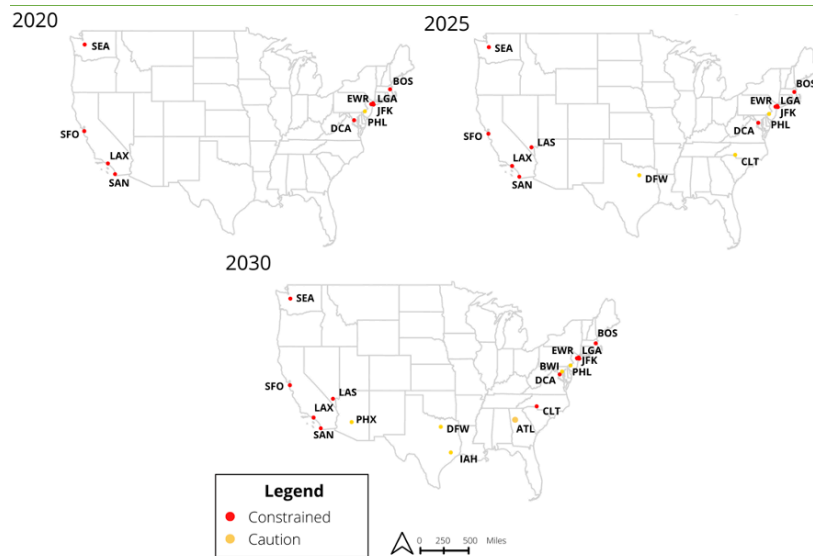 2020
SEA
BOS
EWR LGA
JFK
PHL
DCA
SFO
LAX
SAN
2025
SEA
BOS
EWR LGA
JFK
PHL
DCA
SFO
LAS
LAX
CLT
DFW
SAN
2030
SEA
BOS
EWR LGA
JFK
BWI
PHL
DCA
SFO
LAS
LAX
CLT
PHX
DFW
ATL
SAN
IAH
Legend
Constrained
Caution
0 250 500 Miles